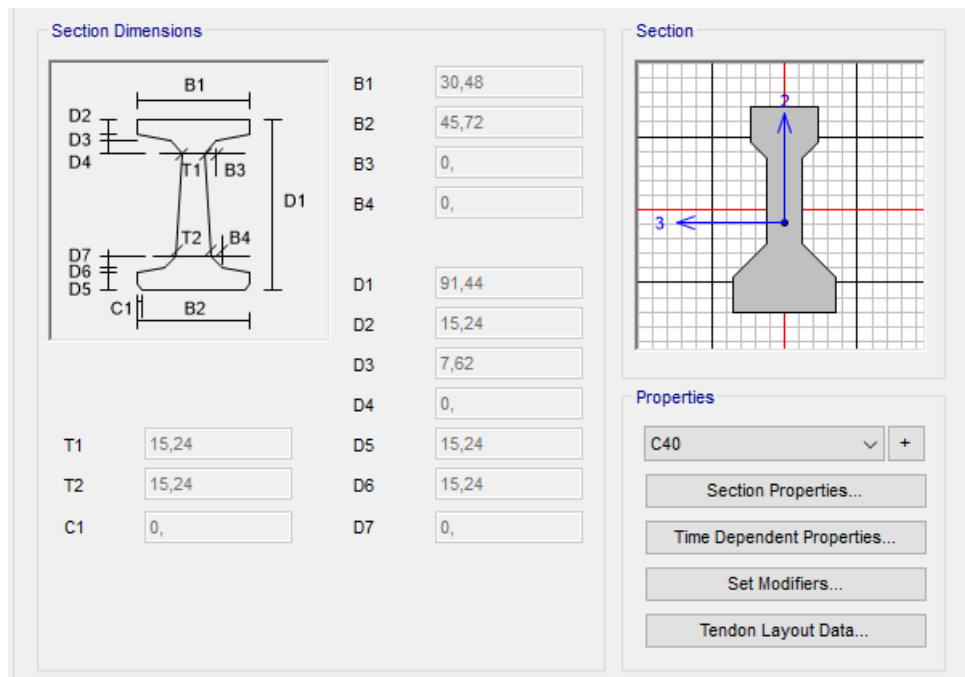 Section Dimensions
B1
D2
D3
D4
T1
B3
D1
T2
B4
D7
D6
D5
C1
B2
B1 30,48
B2 45,72
B3 0,
B4 0,
D1 91,44
D2 15,24
D3 7,62
D4 0,
T1 15,24 D5 15,24
T2 15,24 D6 15,24
C1 0, D7 0,
Section
2
3
Properties
C40 +
Section Properties...
Time Dependent Properties...
Set Modifiers...
Tendon Layout Data...